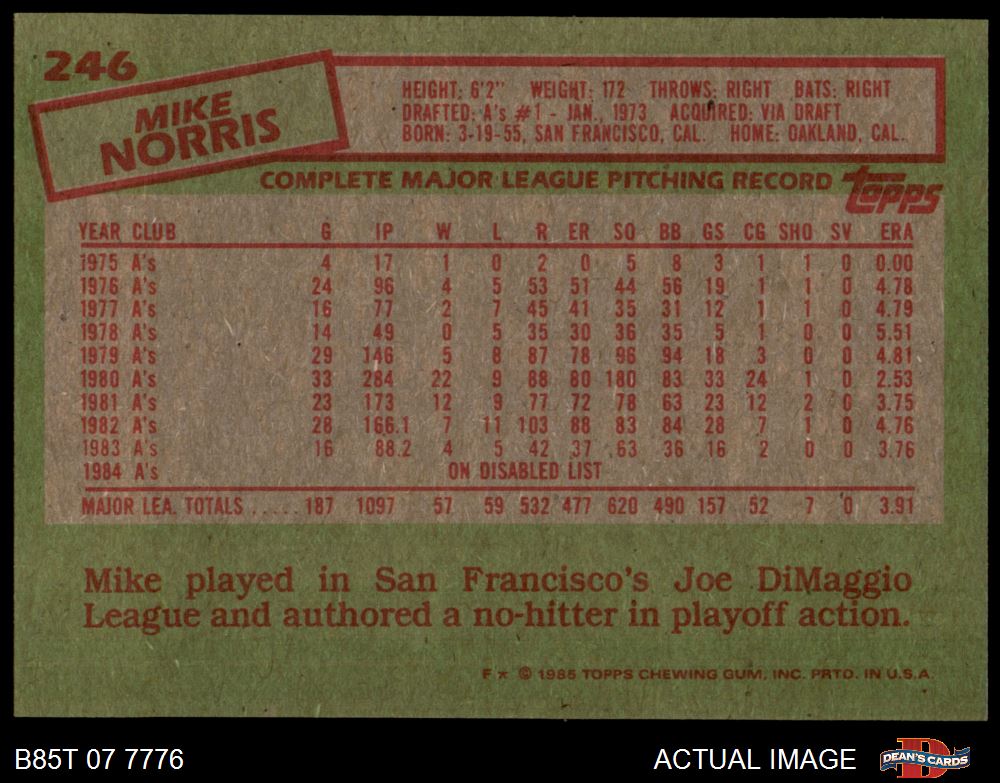 246
MIKE
NORRIS
HEIGHT: 6'2" WEIGHT: 172 THROWS: RIGHT BATS: RIGHT
DRAFTED: A's #1 - JAN., 1973 ACQUIRED: VIA DRAFT
BORN: 3-19-55, SAN FRANCISCO, CAL. HOME: OAKLAND, CAL.
COMPLETE MAJOR LEAGUE PITCHING RECORD topps
YEAR CLUB G IP W L R ER SO BB GS CG SHO SV ERA
1975 A's 4 17 1 0 2 0 5 8 3 1 1 0 0.00
1976 A's 24 96 4 5 53 51 44 56 19 1 1 0 4.78
1977 A's 16 77 2 7 45 41 35 31 12 1 1 0 4.79
1978 A's 14 49 0 5 35 30 36 35 5 1 0 0 5.51
1979 A's 29 146 5 8 87 78 96 94 18 3 0 0 4.81
1980 A's 33 284 22 9 88 80 180 83 33 24 1 0 2.53
1981 A's 23 173 12 9 77 72 78 63 23 12 2 0 3.75
1982 A's 28 166.1 7 11 103 88 83 84 28 7 1 0 4.76
1983 A's 16 88.2 4 5 42 37 63 36 16 2 0 0 3.76
1984 A's ON DISABLED LIST
MAJOR LEA. TOTALS ..... 187 1097 57 59 532 477 620 490 157 52 7 0 3.91
Mike played in San Francisco's Joe DiMaggio
League and authored a no-hitter in playoff action.
F * © 1985 TOPPS CHEWING GUM, INC. PRTD. IN U.S.A.
B85T 07 7776 ACTUAL IMAGE D DEAN'S CARDS